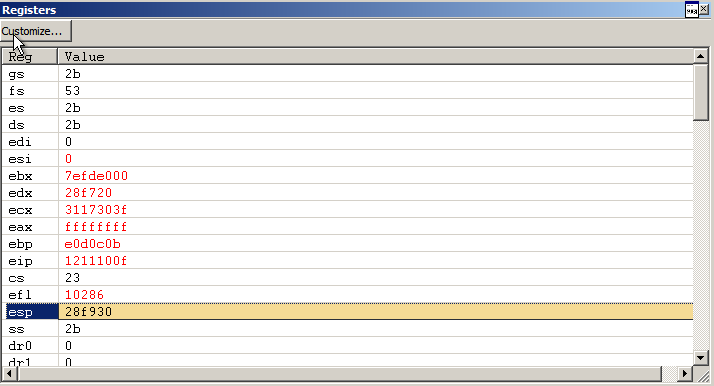 Registers
Customize...
Reg Value
gs 2b
fs 53
es 2b
ds 2b
edi 0
esi 0
ebx 7efde000
edx 28f720
ecx 3117303f
eax ffffffff
ebp e0d0c0b
eip 1211100f
cs 23
efl 10286
esp 28f930
ss 2b
dr0 0
dr1 0